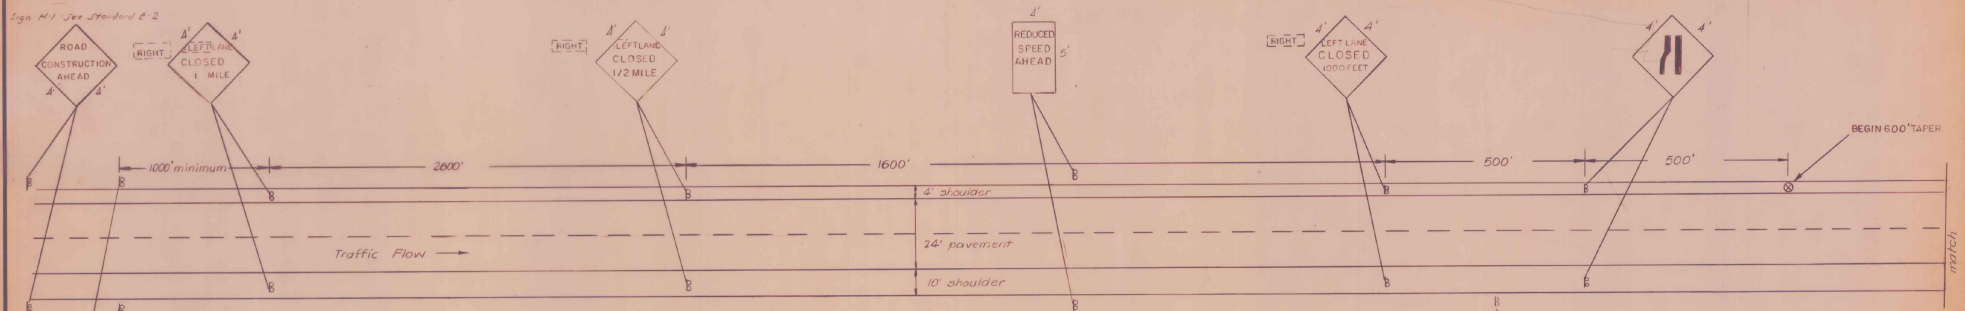 Sign H-1 See Standard E-2
ROAD
CONSTRUCTION
AHEAD
4' 4'
RIGHT
4' 4'
LEFT LANE
CLOSED
1 MILE
RIGHT
4' 4'
LEFT LANE
CLOSED
1/2 MILE
4'
REDUCED
SPEED
AHEAD
5'
RIGHT
4' 4'
LEFT LANE
CLOSED
1000 FEET
4' 4'
BEGIN 600' TAPER
1000' minimum
2600'
1600'
500'
500'
4' shoulder
24' pavement
Traffic Flow
10' shoulder
match